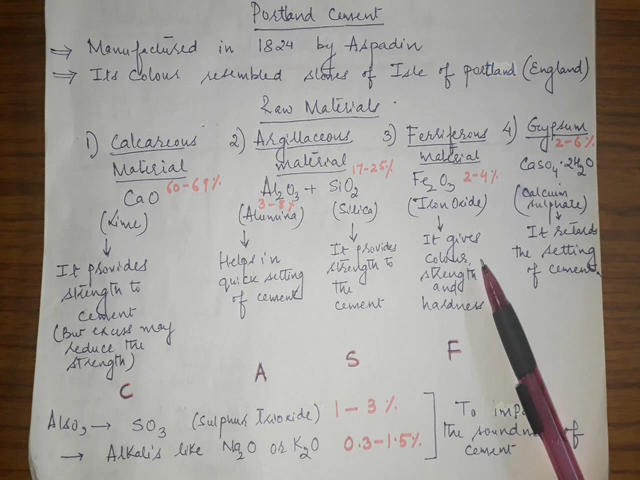 Portland Cement
⇒ Manufactured in 1824 by Aspadin
⇒ Its Colour resembled stones of Isle of portland (England)
Raw Materials
1) Calcareous Material
CaO 60-69%
(Lime)
↓
It provides
strength to
cement
(But excess may
reduce the
strength)
C
2) Argillaceous
material
Al2O3 + SiO2
3-8% 17-25%
(Alumina) (Silica)
↓
Helps in
quick setting
of cement
A
↓
It provides
strength to
the
cement
S
3) Ferriferous
material
Fe2O3 2-4%
(Iron Oxide)
↓
It gives
colour,
strength
and
hardness
F
4) Gypsum
2-6%
CaSO4·2H2O
(Calcium
sulphate)
↓
It retards
the setting
of cement.
Also, → SO3 (Sulphur trioxide) 1-3%
→ Alkali's like Na2O or K2O 0.3-1.5%
To
the of
cement